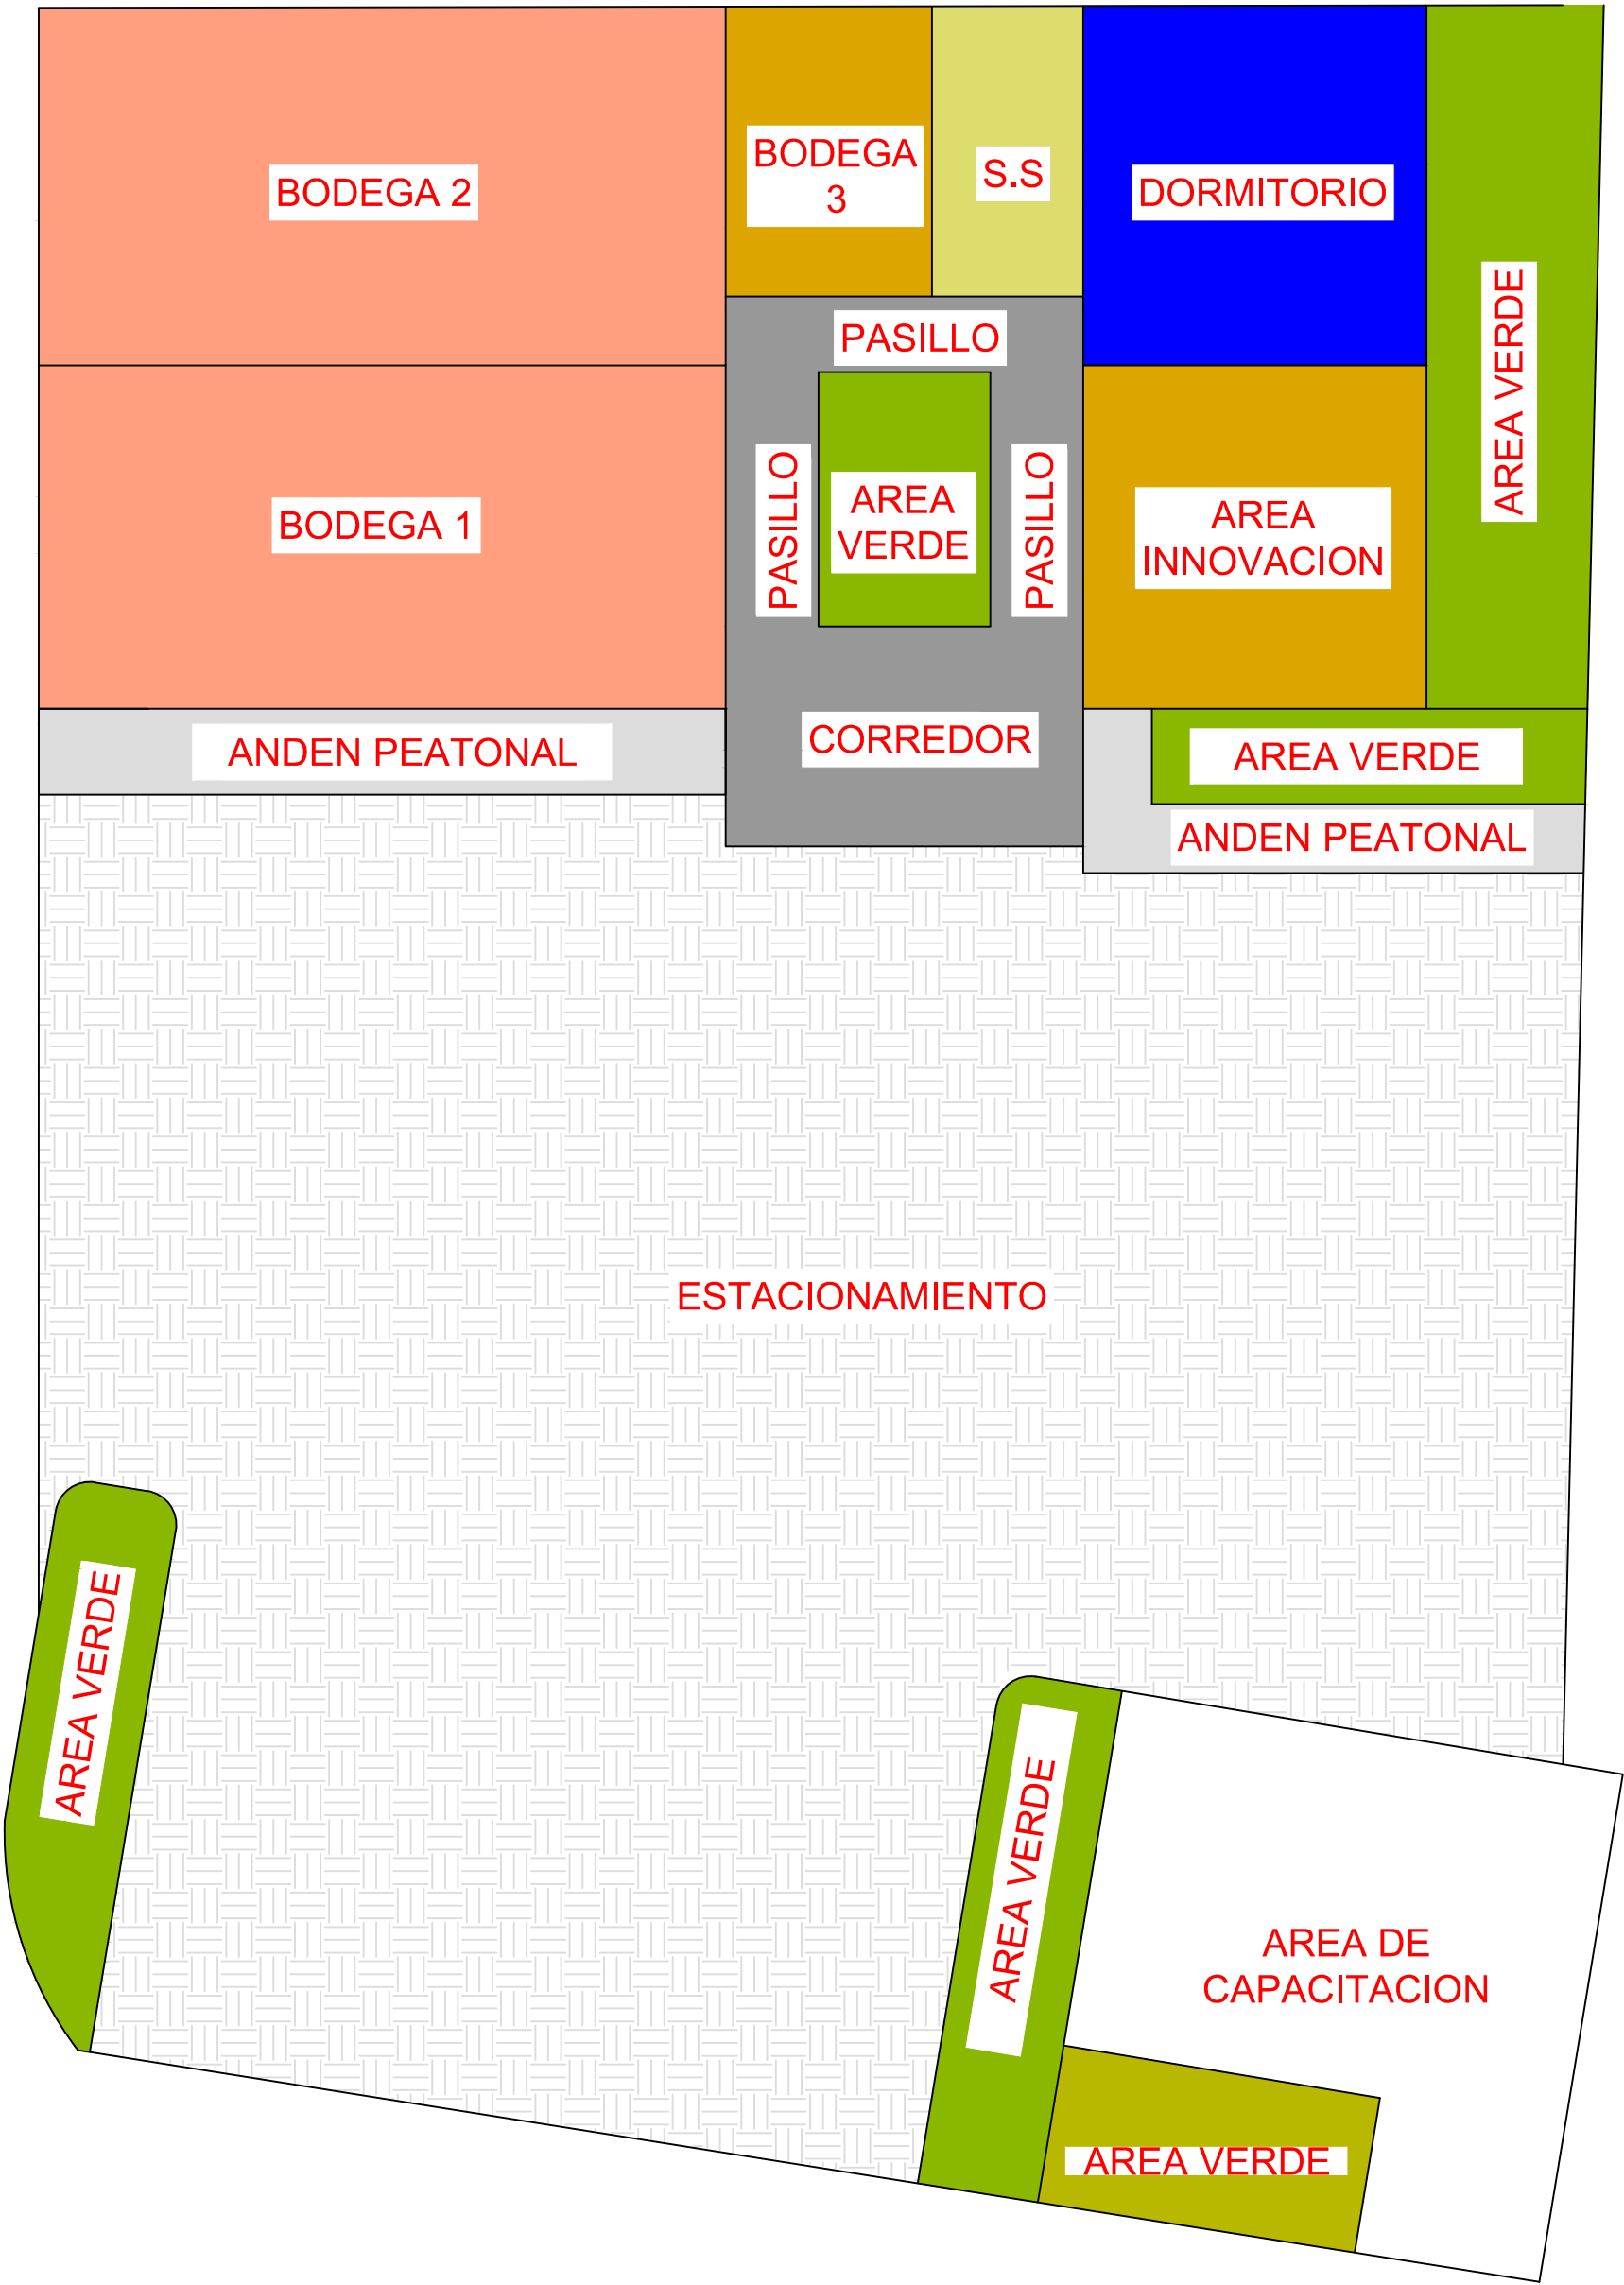 BODEGA 2
BODEGA
3
S.S
DORMITORIO
AREA VERDE
PASILLO
BODEGA 1
PASILLO
AREA
VERDE
PASILLO
AREA
INNOVACION
ANDEN PEATONAL
CORREDOR
AREA VERDE
ANDEN PEATONAL
ESTACIONAMIENTO
AREA VERDE
AREA VERDE
AREA DE
CAPACITACION
AREA VERDE